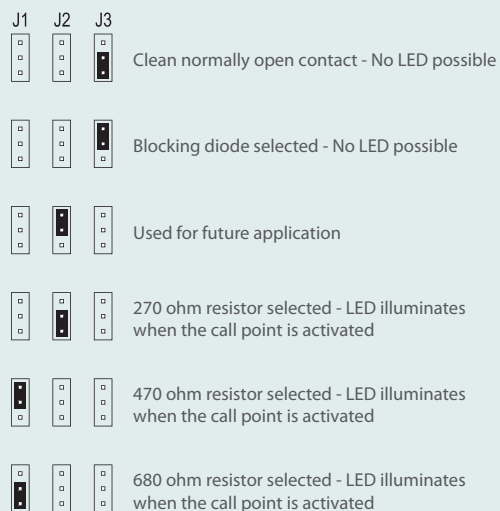 J1 J2 J3
Clean normally open contact - No LED possible
Blocking diode selected - No LED possible
Used for future application
270 ohm resistor selected - LED illuminates
when the call point is activated
470 ohm resistor selected - LED illuminates
when the call point is activated
680 ohm resistor selected - LED illuminates
when the call point is activated